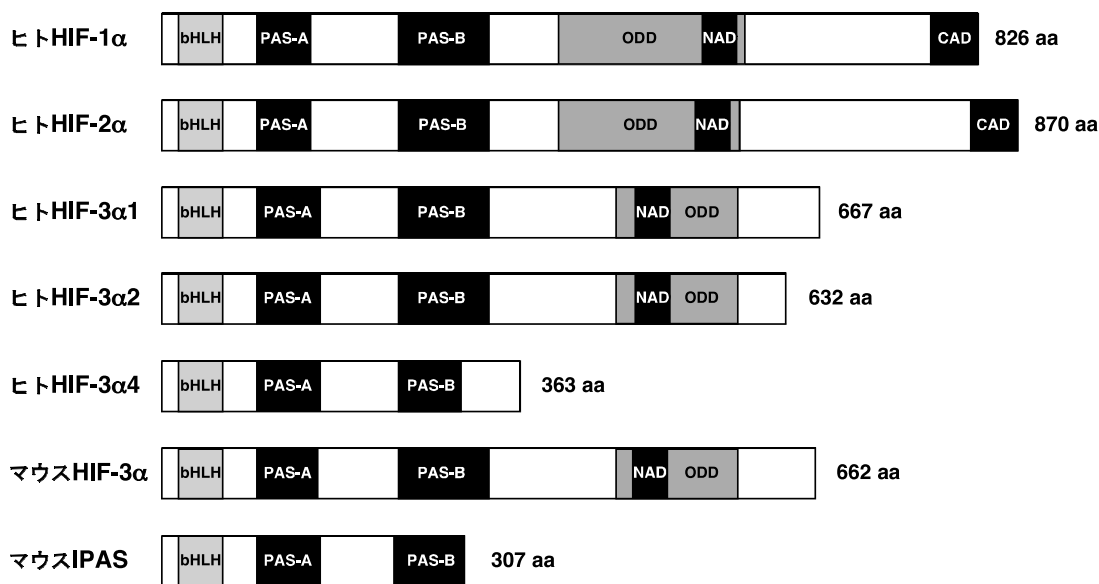 ヒトHIF-1α bHLH PAS-A PAS-B ODD NAD CAD 826 aa
ヒトHIF-2α bHLH PAS-A PAS-B ODD NAD CAD 870 aa
ヒトHIF-3α1 bHLH PAS-A PAS-B NAD ODD 667 aa
ヒトHIF-3α2 bHLH PAS-A PAS-B NAD ODD 632 aa
ヒトHIF-3α4 bHLH PAS-A PAS-B 363 aa
マウスHIF-3α bHLH PAS-A PAS-B NAD ODD 662 aa
マウスIPAS bHLH PAS-A PAS-B 307 aa